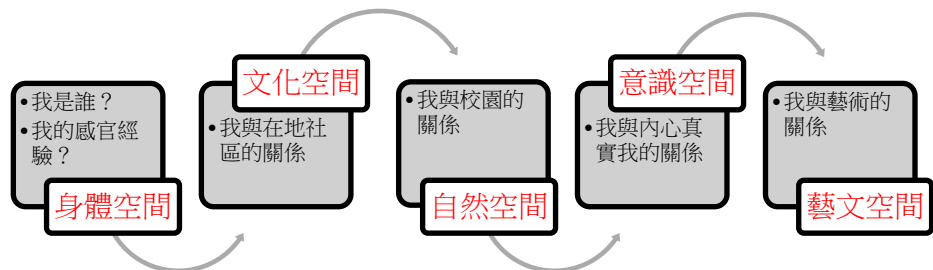 •我是誰？
•我的感官經
驗？
身體空間
文化空間
•我與在地社
區的關係
•我與校園的
關係
自然空間
意識空間
•我與內心真
實我的關係
•我與藝術的
關係
藝文空間